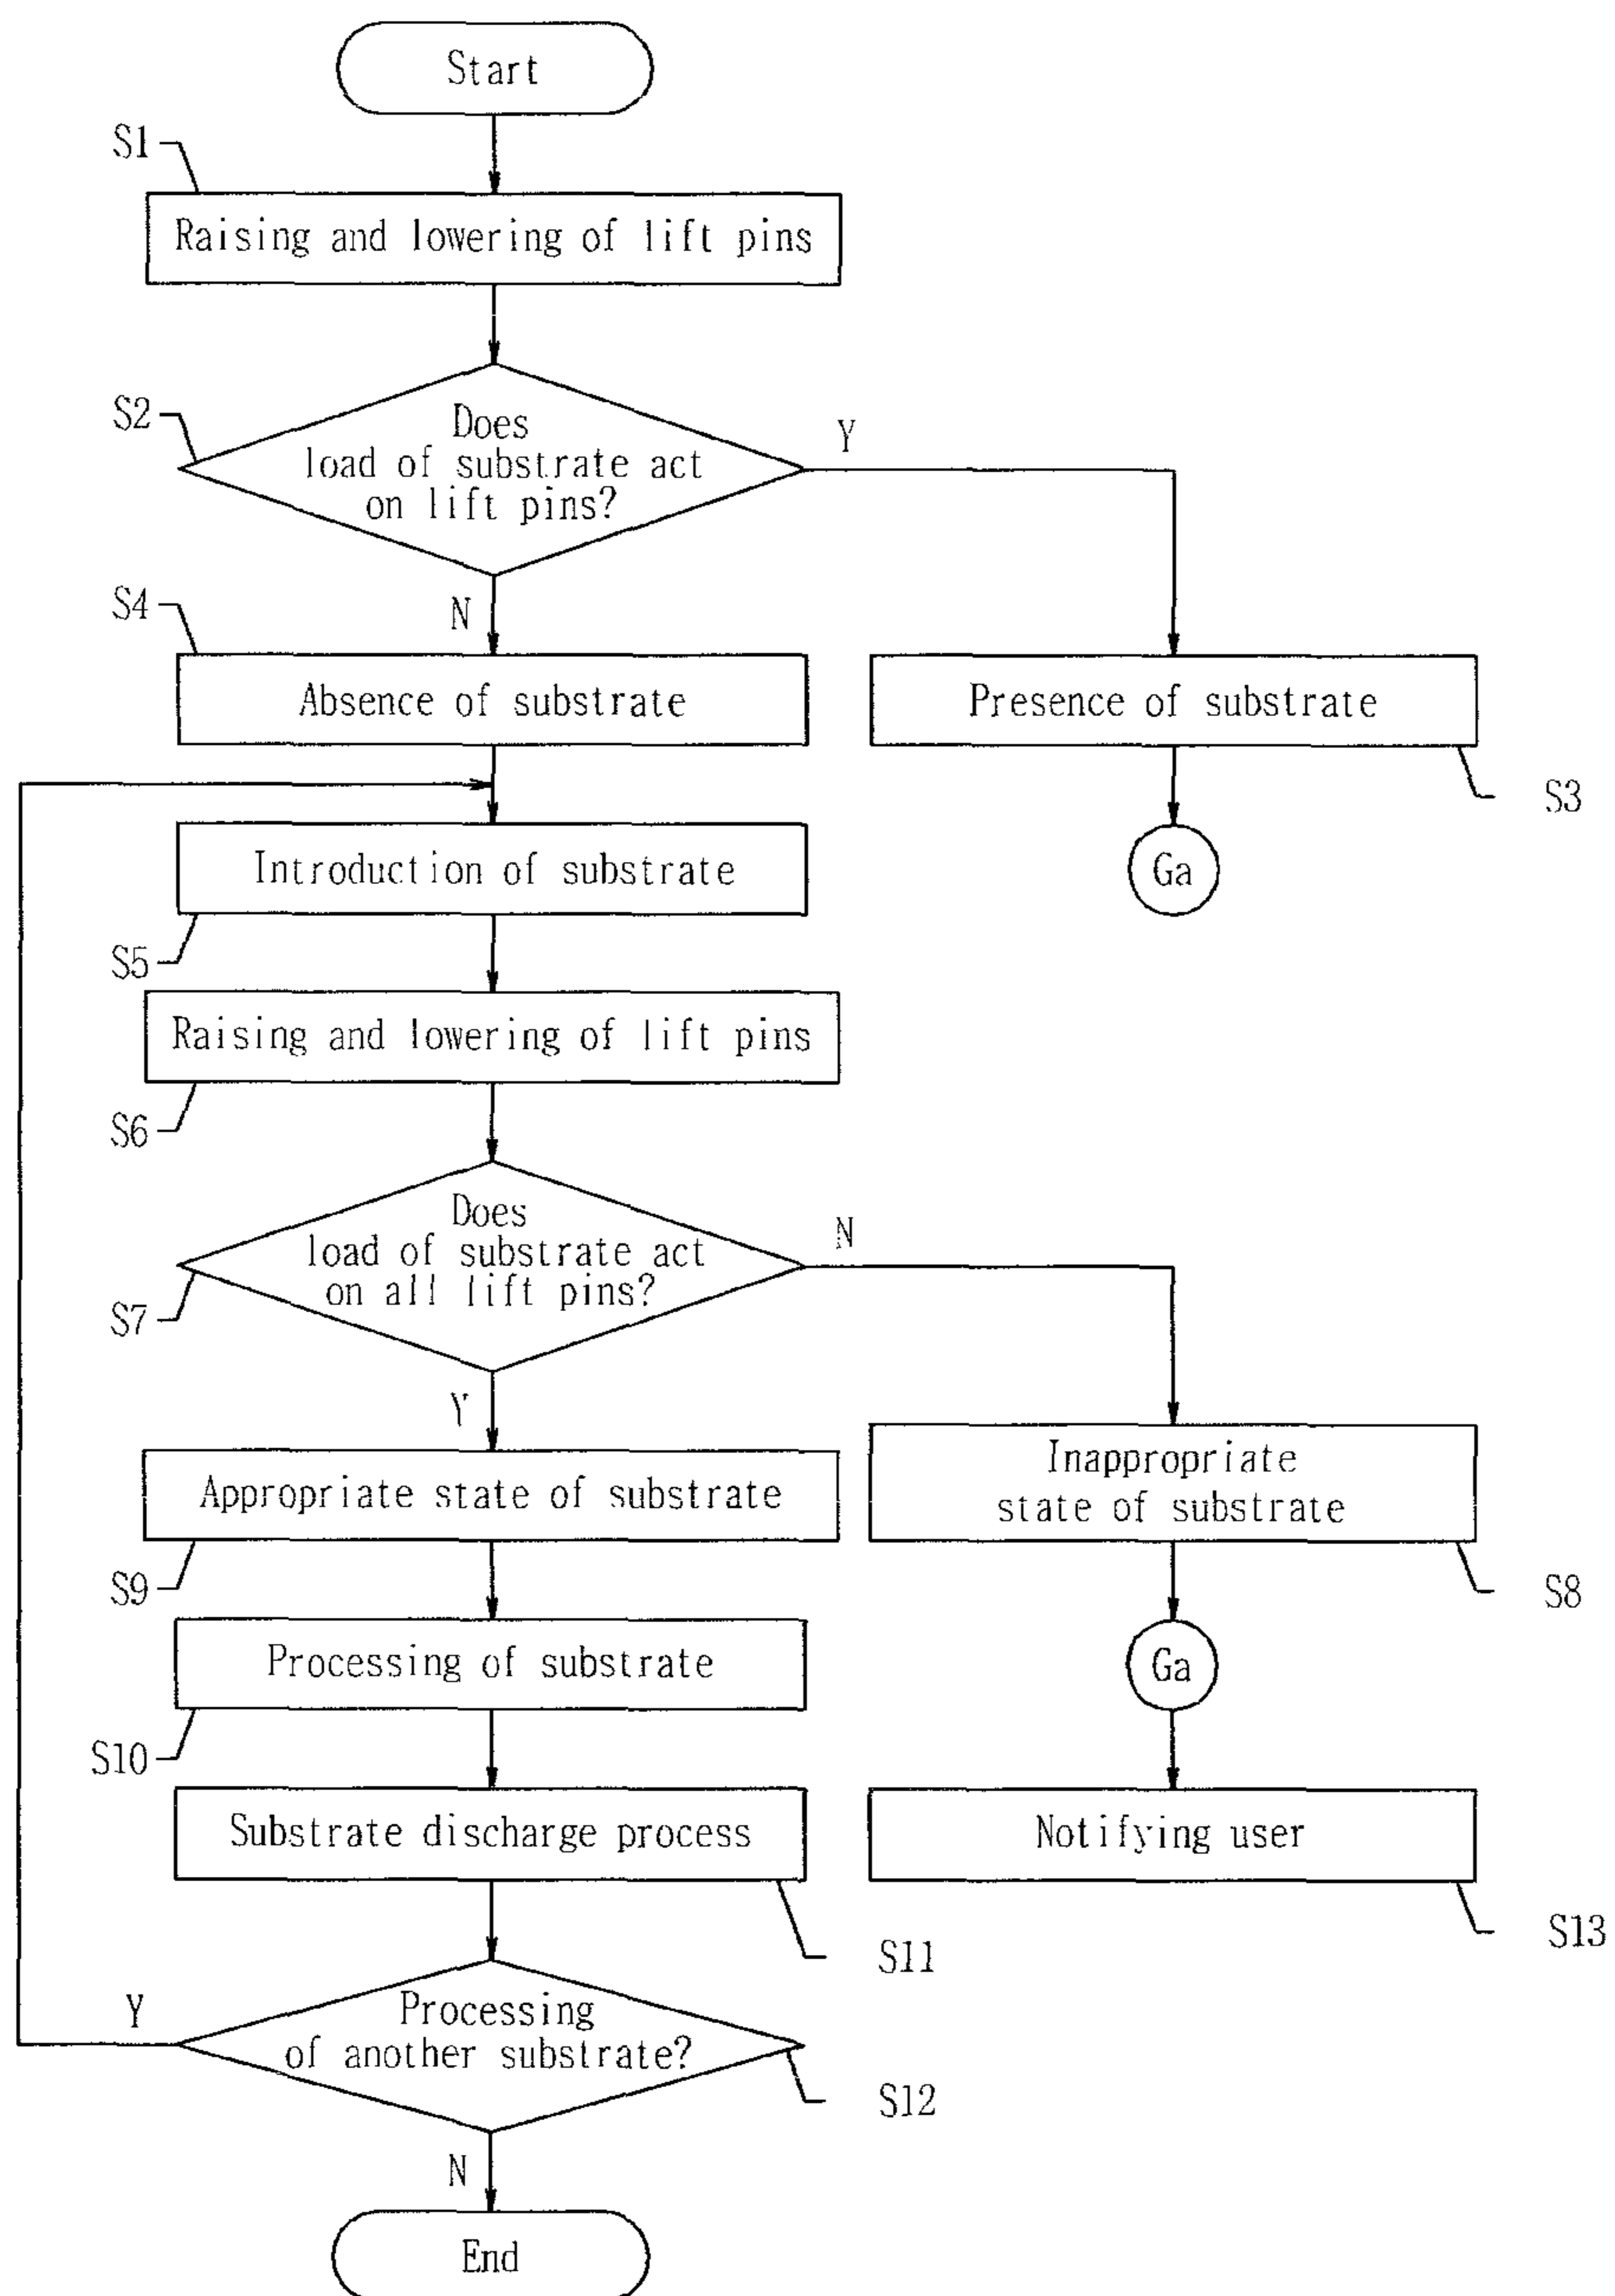 Start
S1
Raising and lowering of lift pins
S2
Does
load of substrate act
on lift pins?
Y
N
S4
Absence of substrate
Presence of substrate
S3
Introduction of substrate
Ga
S5
Raising and lowering of lift pins
S6
Does
load of substrate act
on all lift pins?
N
S7
Y
Appropriate state of substrate
Inappropriate
state of substrate
S9
S8
Processing of substrate
Ga
S10
Substrate discharge process
Notifying user
S11
S13
Processing
of another substrate?
Y
S12
N
End